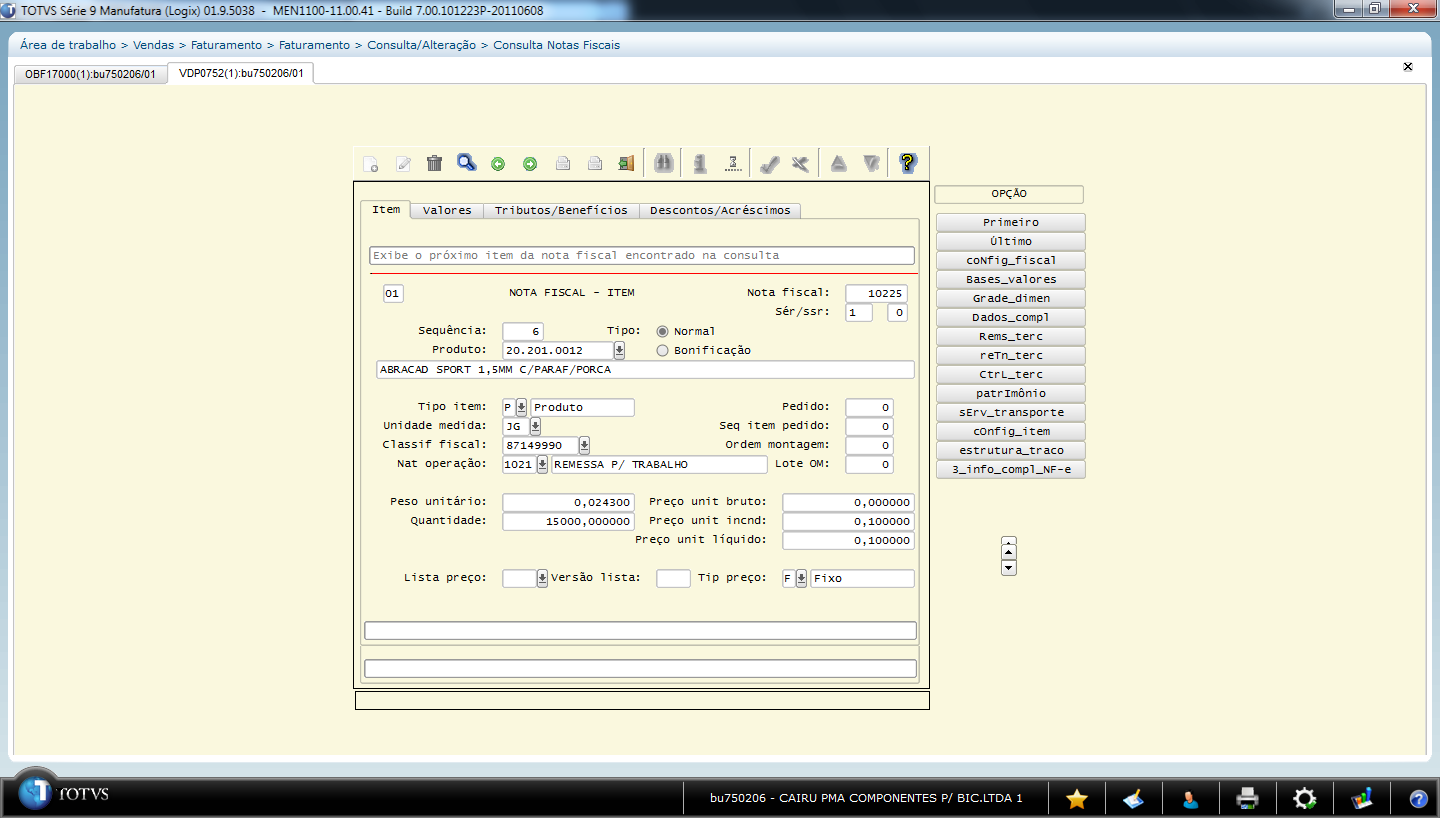 TOTVS Série 9 Manufatura (Logix) 01.9.5038 - MEN1100-11.00.41 - Build 7.00.101223P-20110608
Área de trabalho > Vendas > Faturamento > Faturamento > Consulta/Alteração > Consulta Notas Fiscais
OBF17000(1):bu750206/01 VDP0752(1):bu750206/01
OPÇÃO
Item Valores Tributos/Benefícios Descontos/Acréscimos
Primeiro
Último
Exibe o próximo item da nota fiscal encontrado na consulta
coNfig_fiscal
Bases_valores
01 NOTA FISCAL - ITEM Nota fiscal: 10225
Grade_dimen
Sér/ssr: 1 0
Dados_compl
Sequência: 6 Tipo: Normal
Rems_terc
Produto: 20.201.0012 Bonificação
reTn_terc
ABRACAD SPORT 1,5MM C/PARAF/PORCA
CtrL_terc
patrImônio
Tipo item: P Produto Pedido: 0
sErv_transporte
Unidade medida: JG Seq item pedido: 0
cOnfig_item
Classif fiscal: 87149990 Ordem montagem: 0
estrutura_traco
Nat operação: 1021 REMESSA P/ TRABALHO Lote OM: 0
3_info_compl_NF-e
Peso unitário: 0,024300 Preço unit bruto: 0,000000
Quantidade: 15000,000000 Preço unit incnd: 0,100000
Preço unit líquido: 0,100000
Lista preço: Versão lista: Tip preço: F Fixo
TOTVS
bu750206 - CAIRU PMA COMPONENTES P/ BIC.LTDA 1